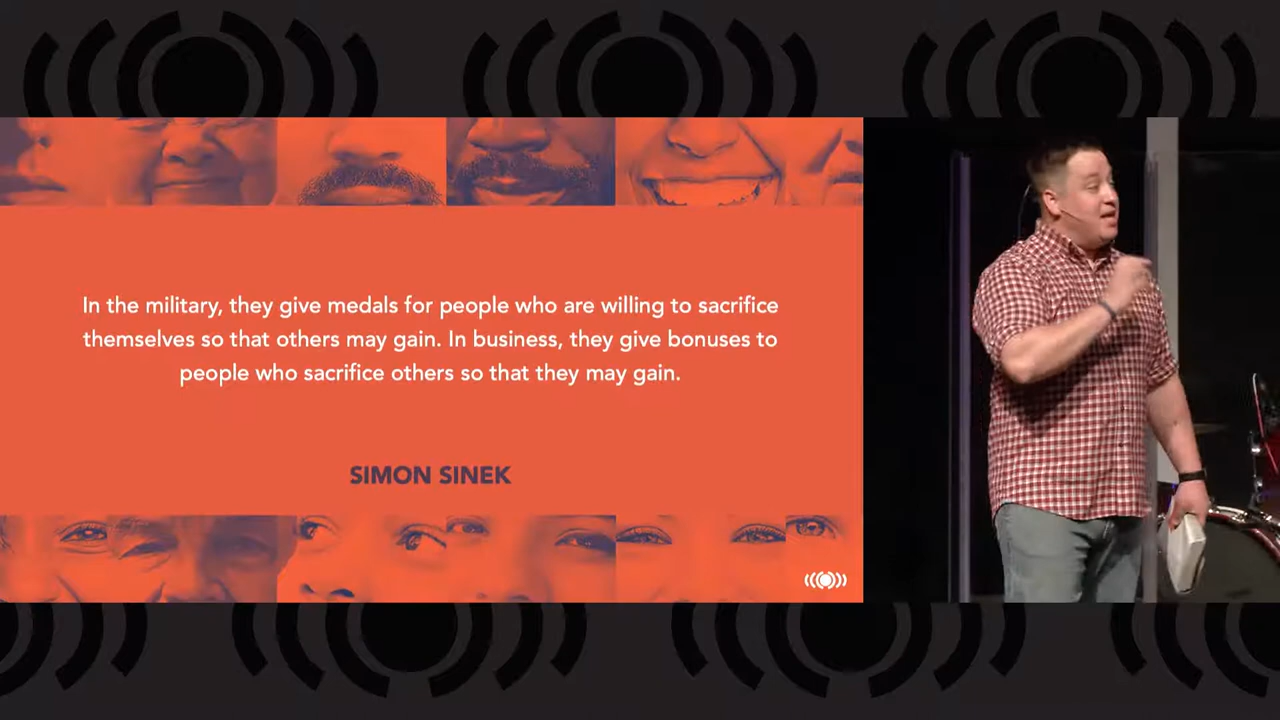 In the military, they give medals for people who are willing to sacrifice
themselves so that others may gain. In business, they give bonuses to
people who sacrifice others so that they may gain.
SIMON SINEK